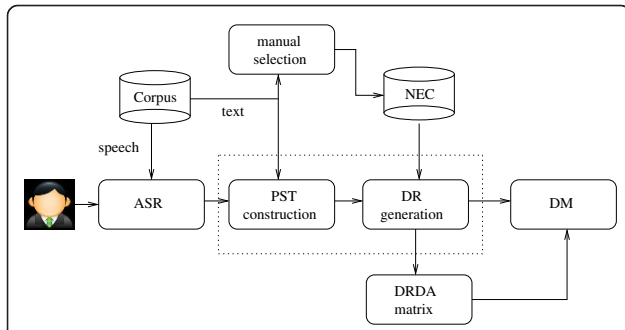 manual
selection
Corpus
NEC
text
speech
ASR
PST
construction
DR
generation
DM
DRDA
matrix